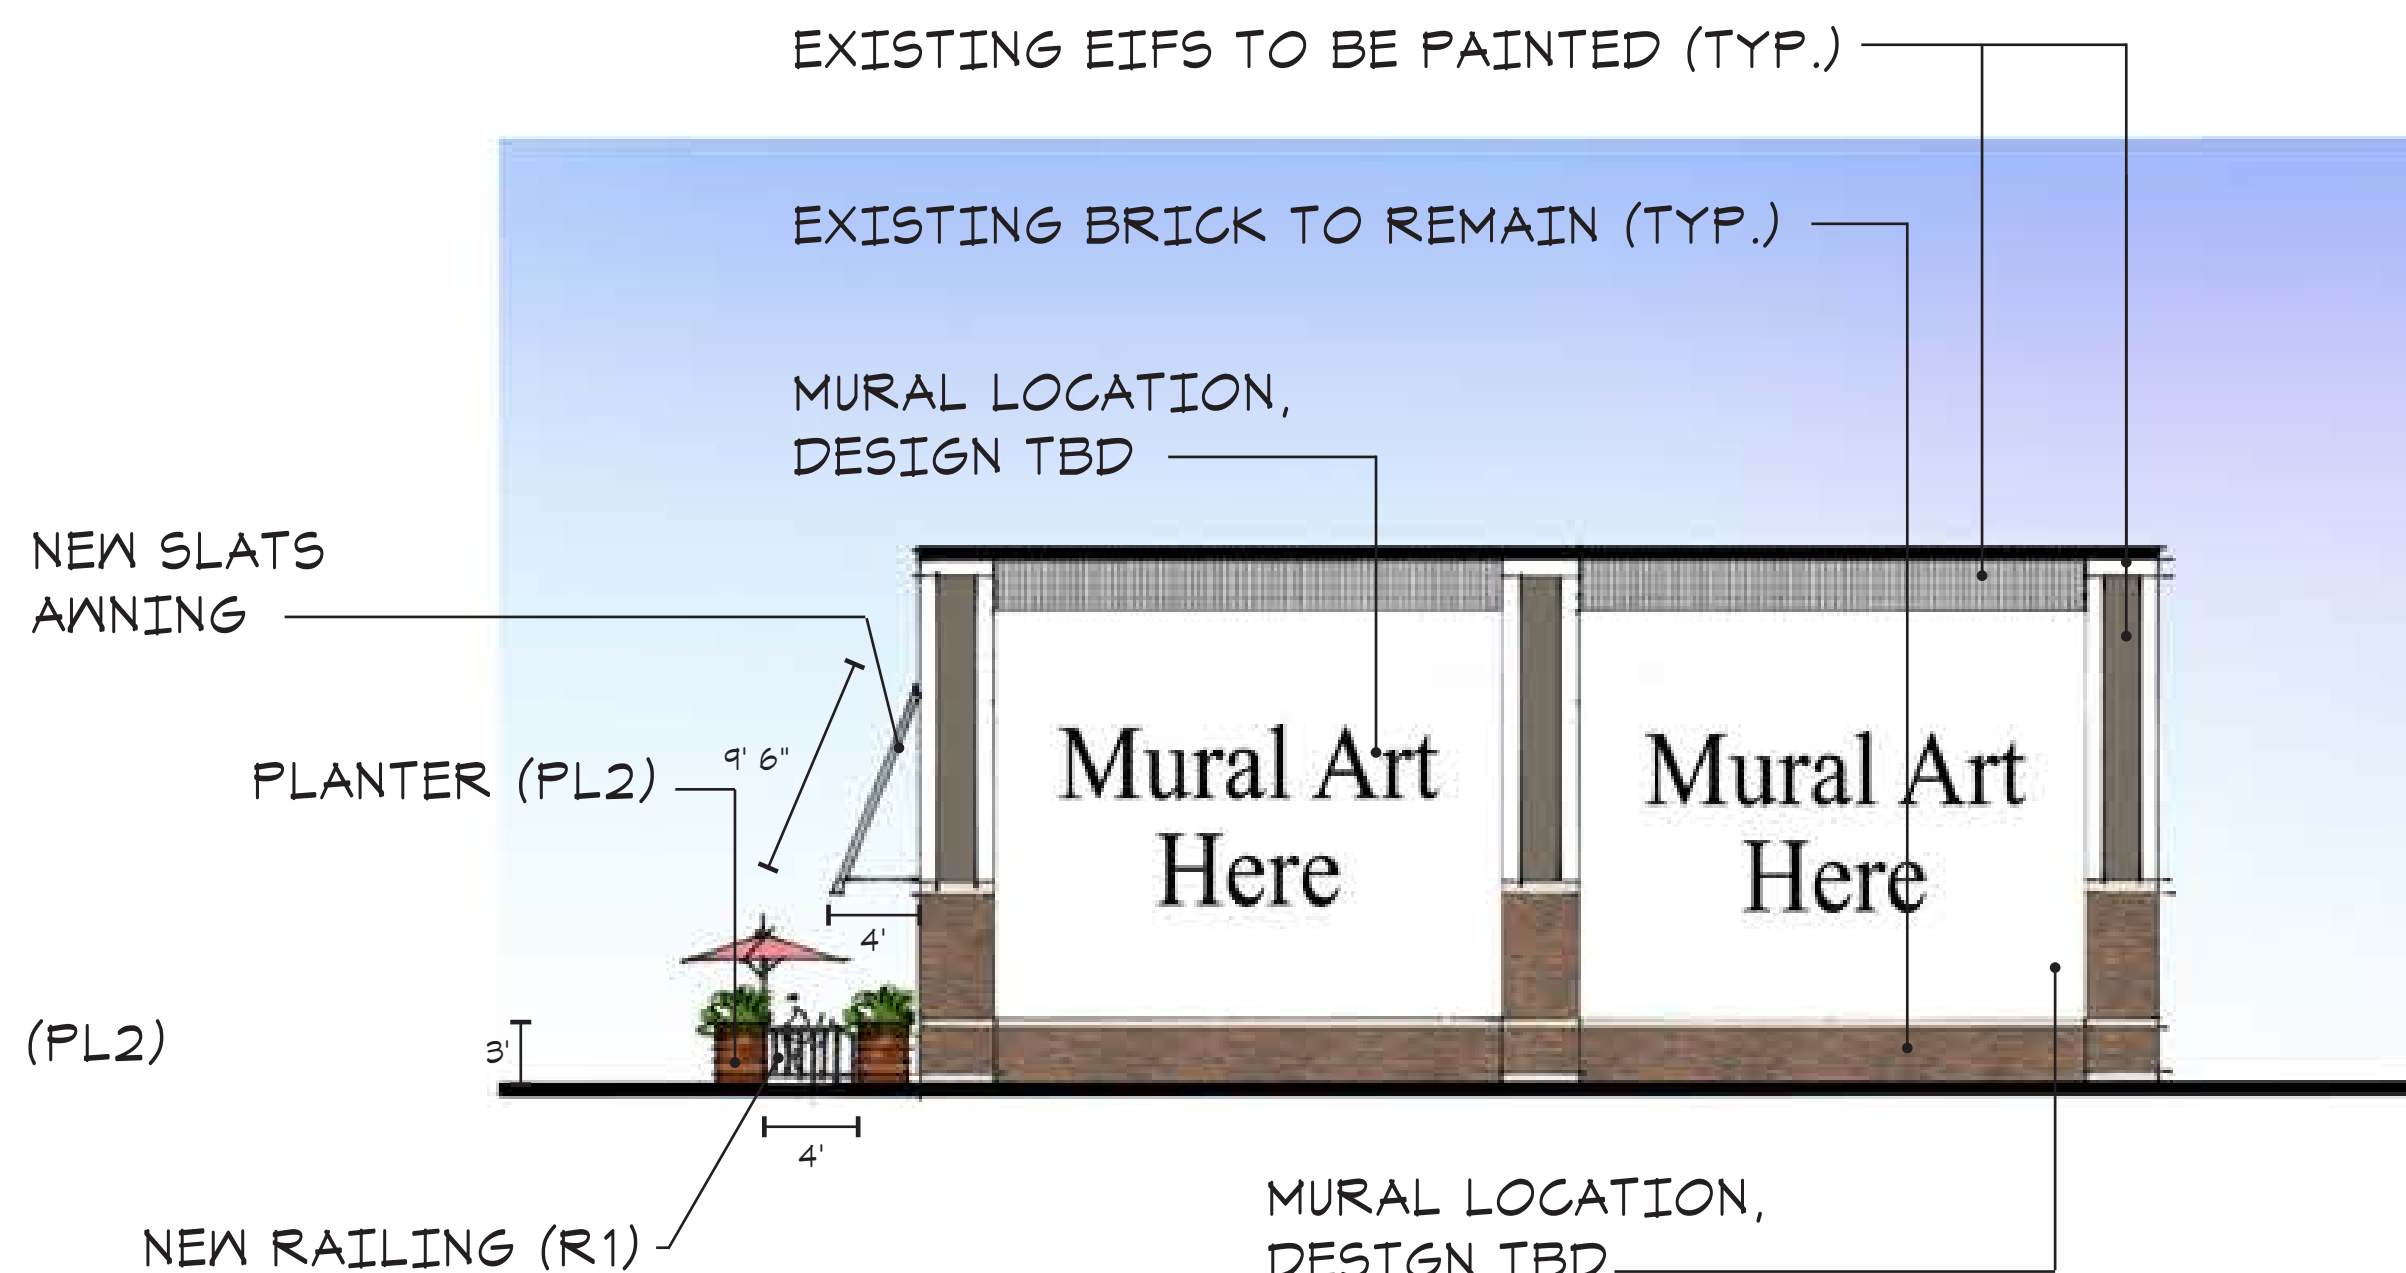 EXISTING EIFS TO BE PAINTED (TYP.)
EXISTING BRICK TO REMAIN (TYP.)
MURAL LOCATION,
DESIGN TBD
NEW SLATS
AWNING
PLANTER (PL2)
9' 6"
Mural Art
Here
Mural Art
Here
4'
(PL2)
3'
4'
NEW RAILING (R1)
MURAL LOCATION,
DESIGN TBD